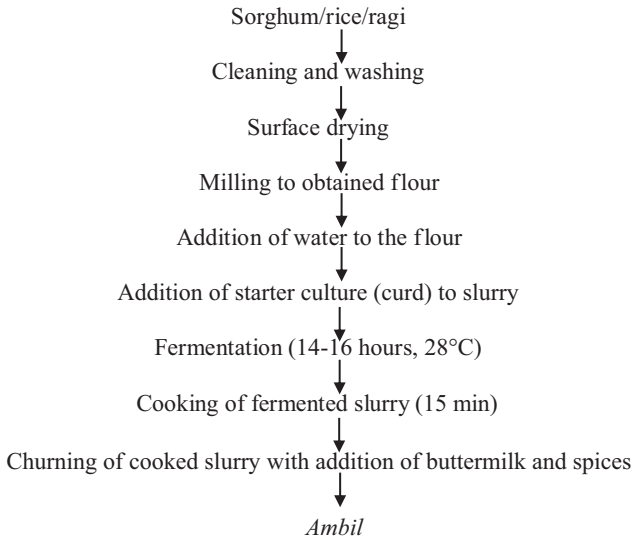 Sorghum/rice/ragi
Cleaning and washing
Surface drying
Milling to obtained flour
Addition of water to the flour
Addition of starter culture (curd) to slurry
Fermentation (14-16 hours, 28°C)
Cooking of fermented slurry (15 min)
Churning of cooked slurry with addition of buttermilk and spices
Ambil